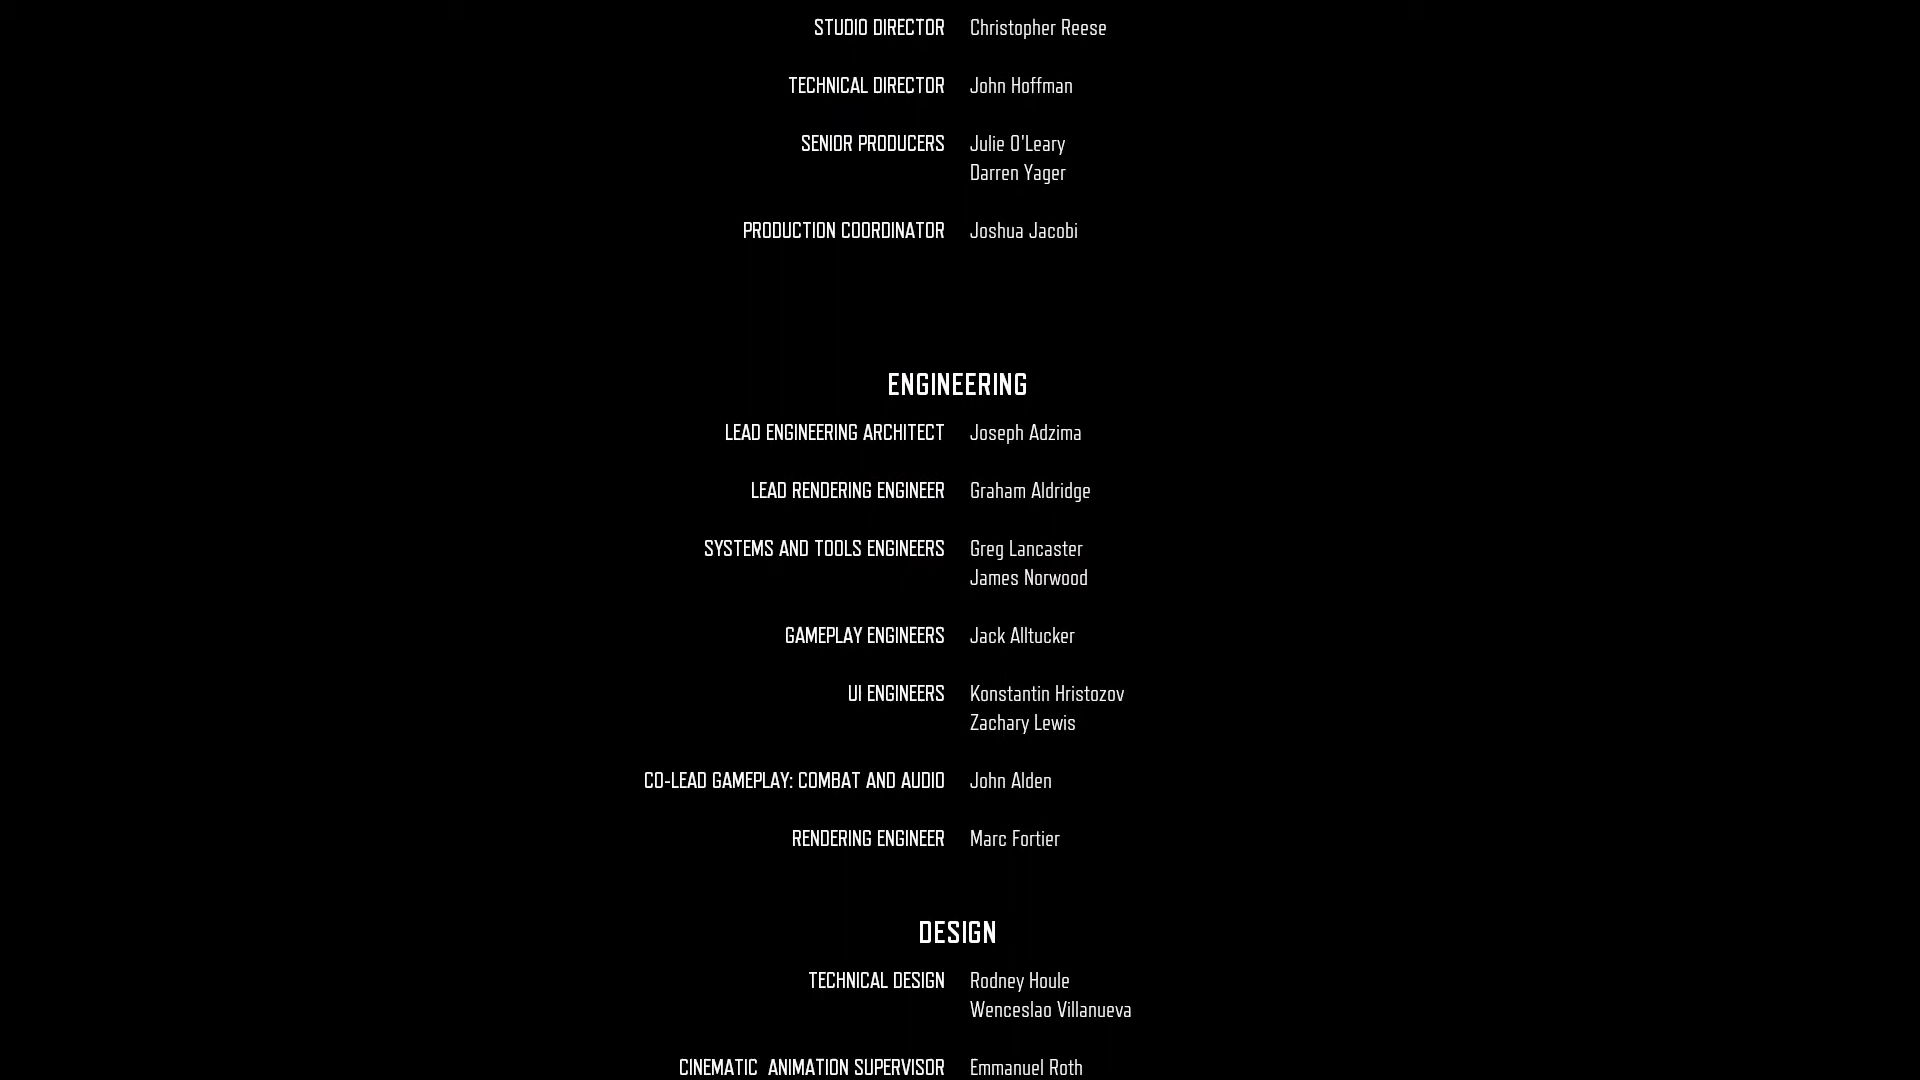 STUDIO DIRECTOR Christopher Reese
TECHNICAL DIRECTOR John Hoffman
SENIOR PRODUCERS Julie O'Leary
Darren Yager
PRODUCTION COORDINATOR Joshua Jacobi
ENGINEERING
LEAD ENGINEERING ARCHITECT Joseph Adzima
LEAD RENDERING ENGINEER Graham Aldridge
SYSTEMS AND TOOLS ENGINEERS Greg Lancaster
James Norwood
GAMEPLAY ENGINEERS Jack Alltucker
UI ENGINEERS Konstantin Hristozov
Zachary Lewis
CO-LEAD GAMEPLAY: COMBAT AND AUDIO John Alden
RENDERING ENGINEER Marc Fortier
DESIGN
TECHNICAL DESIGN Rodney Houle
Wenceslao Villanueva
CINEMATIC  ANIMATION SUPERVISOR Emmanuel Roth